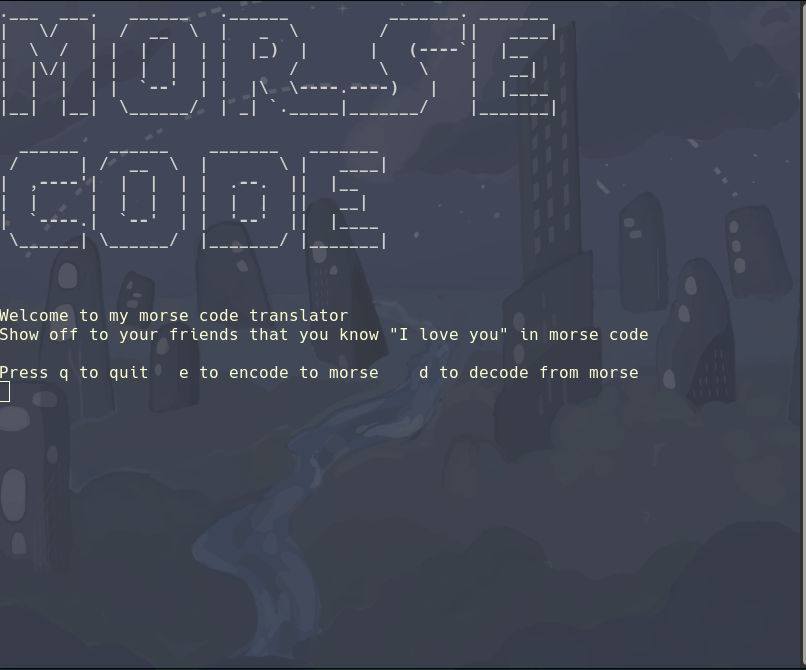 MORSE
CODE
Welcome to my morse code translator
Show off to your friends that you know "I love you" in morse code
Press q to quit e to encode to morse d to decode from morse